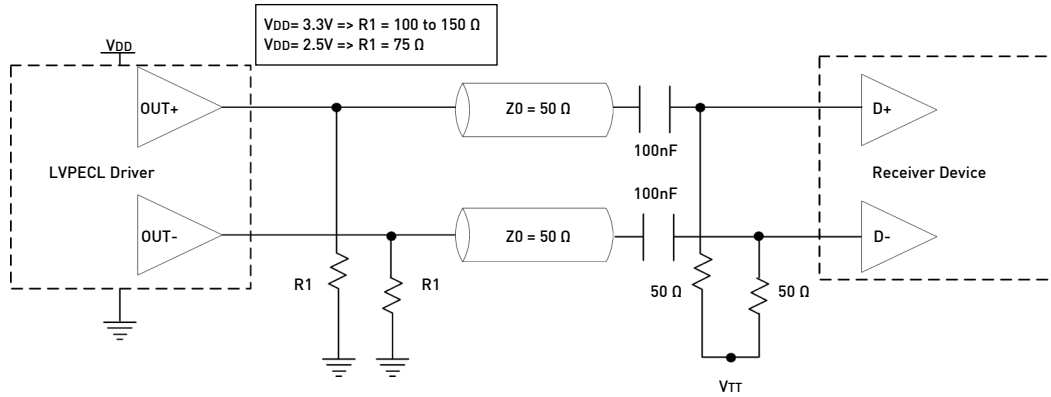 VDD= 3.3V => R1 = 100 to 150 Ω
VDD= 2.5V => R1 = 75 Ω
VDD
OUT+
Z0 = 50 Ω
D+
100nF
LVPECL Driver
Receiver Device
100nF
OUT-
Z0 = 50 Ω
D-
R1
R1
50 Ω
50 Ω
VTT